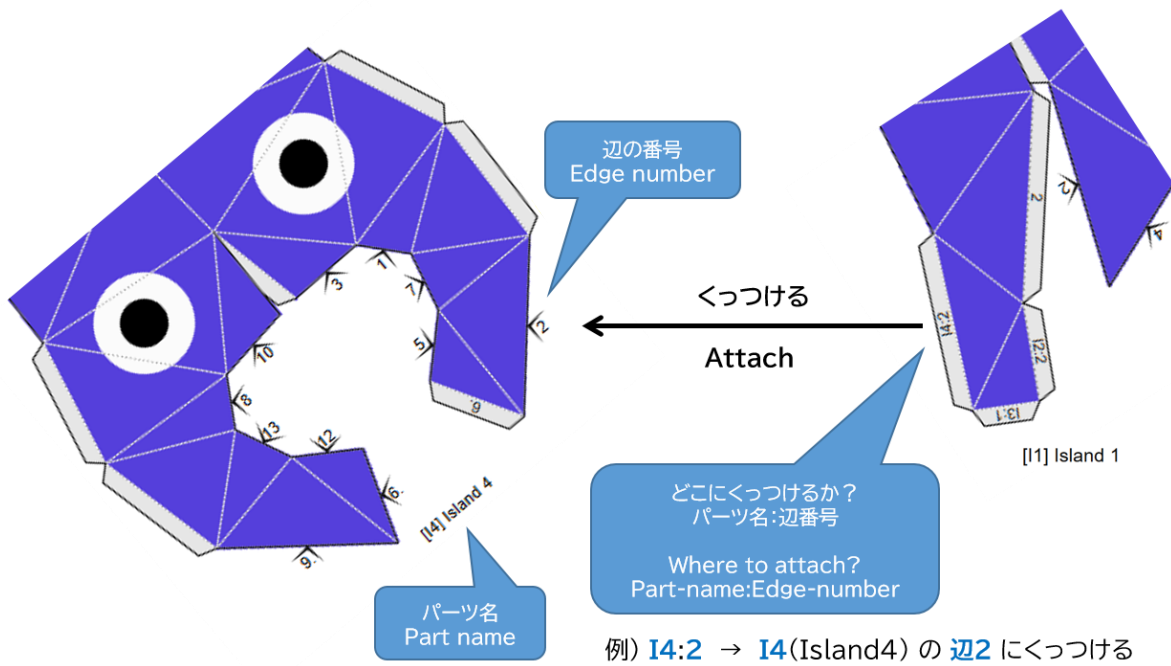 辺の番号
Edge number
3
1
7
2
5
6.
10
8
13
12
6.
9.
[I4] Island 4
パーツ名
Part name
くっつける
Attach
2
2
4
I4:2
I2:2
I3:1
[I1] Island 1
どこにくっつけるか？
パーツ名:辺番号
Where to attach?
Part-name:Edge-number
例) I4:2 → I4(Island4) の 辺2 にくっつける